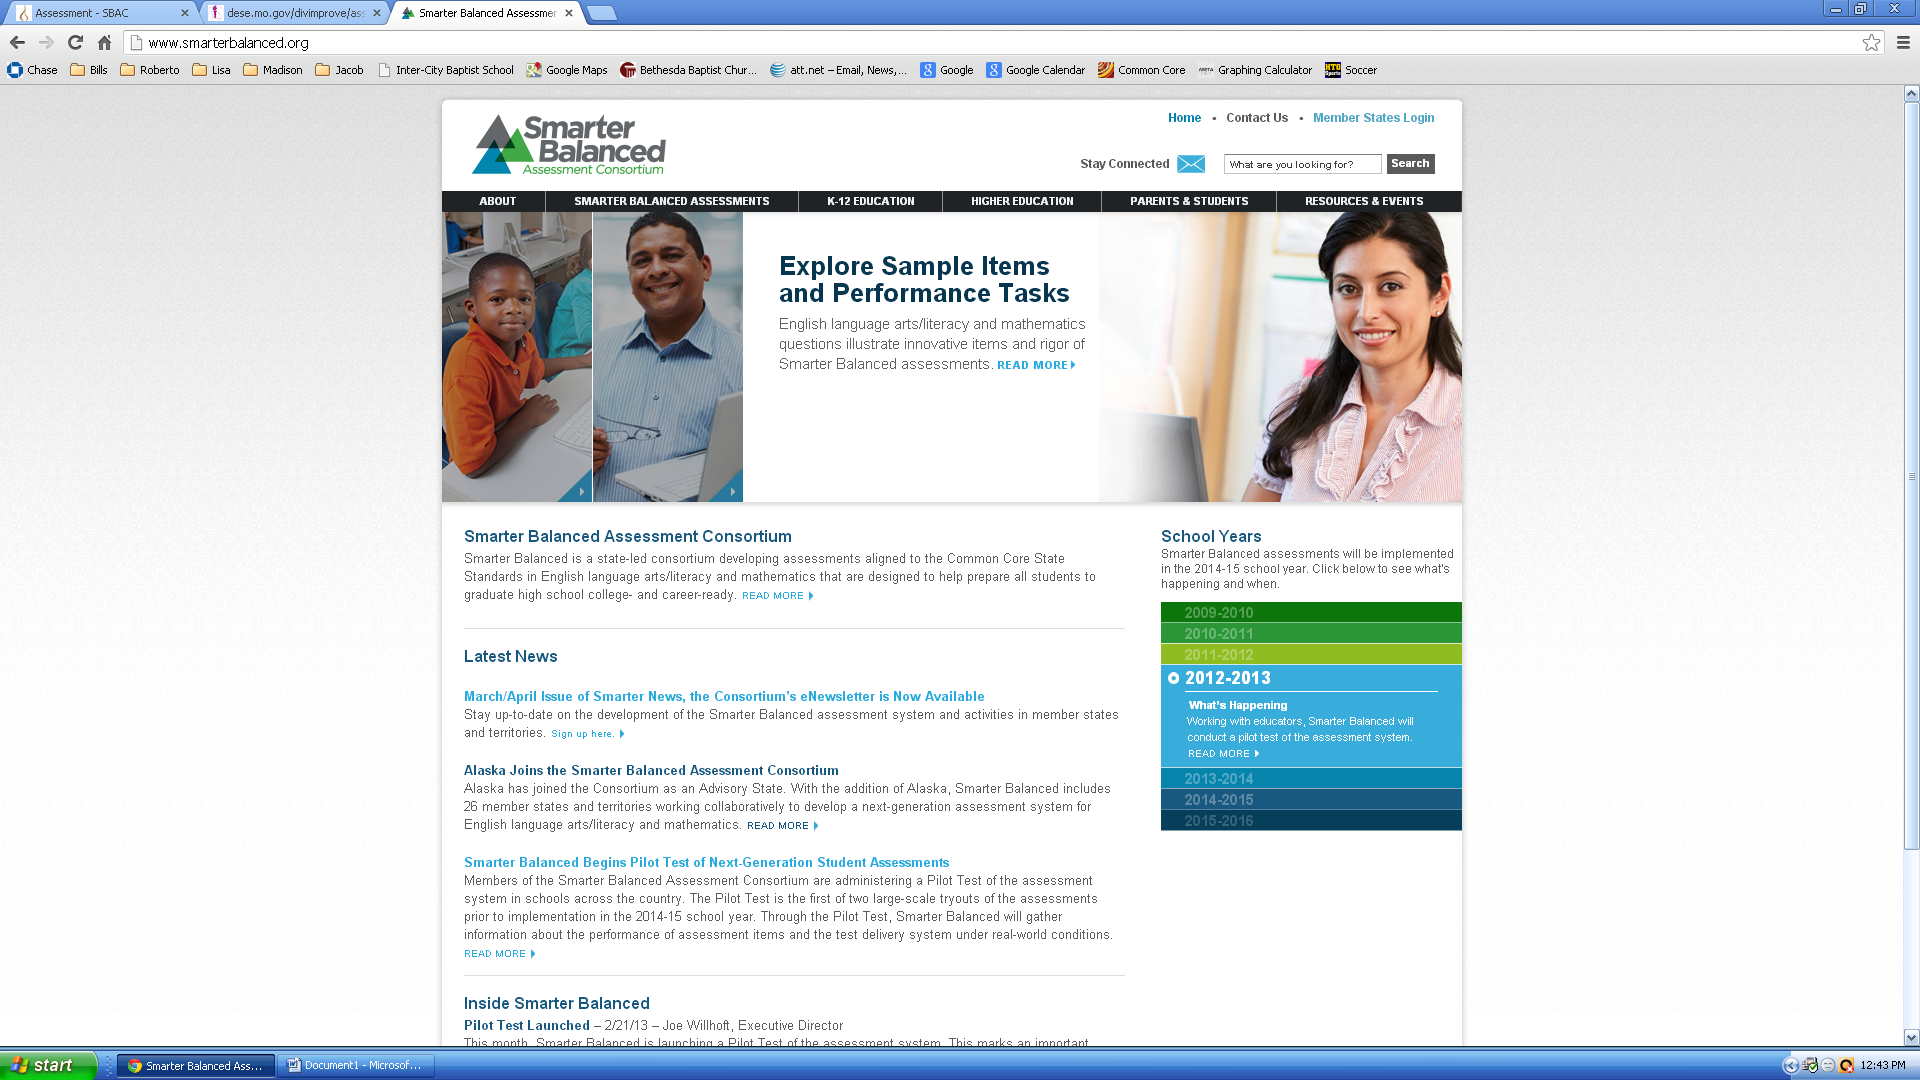 Assessment - SBAC
dese.mo.gov/divimprove/ass
Smarter Balanced Assessmen
www.smarterbalanced.org
Chase
Bills
Roberto
Lisa
Madison
Jacob
Inter-City Baptist School
Google Maps
Bethesda Baptist Chur...
att.net – Email, News,...
Google
Google Calendar
Common Core
Graphing Calculator
Soccer
Smarter
Balanced
Assessment Consortium
Home • Contact Us • Member States Login
Stay Connected
What are you looking for?
Search
ABOUT
SMARTER BALANCED ASSESSMENTS
K-12 EDUCATION
HIGHER EDUCATION
PARENTS & STUDENTS
RESOURCES & EVENTS
Explore Sample Items
and Performance Tasks
English language arts/literacy and mathematics
questions illustrate innovative items and rigor of
Smarter Balanced assessments. READ MORE
Smarter Balanced Assessment Consortium
Smarter Balanced is a state-led consortium developing assessments aligned to the Common Core State
Standards in English language arts/literacy and mathematics that are designed to help prepare all students to
graduate high school college- and career-ready. READ MORE
Latest News
March/April Issue of Smarter News, the Consortium's eNewsletter is Now Available
Stay up-to-date on the development of the Smarter Balanced assessment system and activities in member states
and territories. Sign up here.
Alaska Joins the Smarter Balanced Assessment Consortium
Alaska has joined the Consortium as an Advisory State. With the addition of Alaska, Smarter Balanced includes
26 member states and territories working collaboratively to develop a next-generation assessment system for
English language arts/literacy and mathematics. READ MORE
Smarter Balanced Begins Pilot Test of Next-Generation Student Assessments
Members of the Smarter Balanced Assessment Consortium are administering a Pilot Test of the assessment
system in schools across the country. The Pilot Test is the first of two large-scale tryouts of the assessments
prior to implementation in the 2014-15 school year. Through the Pilot Test, Smarter Balanced will gather
information about the performance of assessment items and the test delivery system under real-world conditions.
READ MORE
Inside Smarter Balanced
Pilot Test Launched – 2/21/13 – Joe Willhoft, Executive Director
This month, Smarter Balanced is launching a Pilot Test of the assessment system. This marks an important
School Years
Smarter Balanced assessments will be implemented
in the 2014-15 school year. Click below to see what's
happening and when.
2009-2010
2010-2011
2011-2012
2012-2013
What's Happening
Working with educators, Smarter Balanced will
conduct a pilot test of the assessment system.
READ MORE
2013-2014
2014-2015
2015-2016
start
Smarter Balanced Ass...
Document1 - Microsof...
12:43 PM